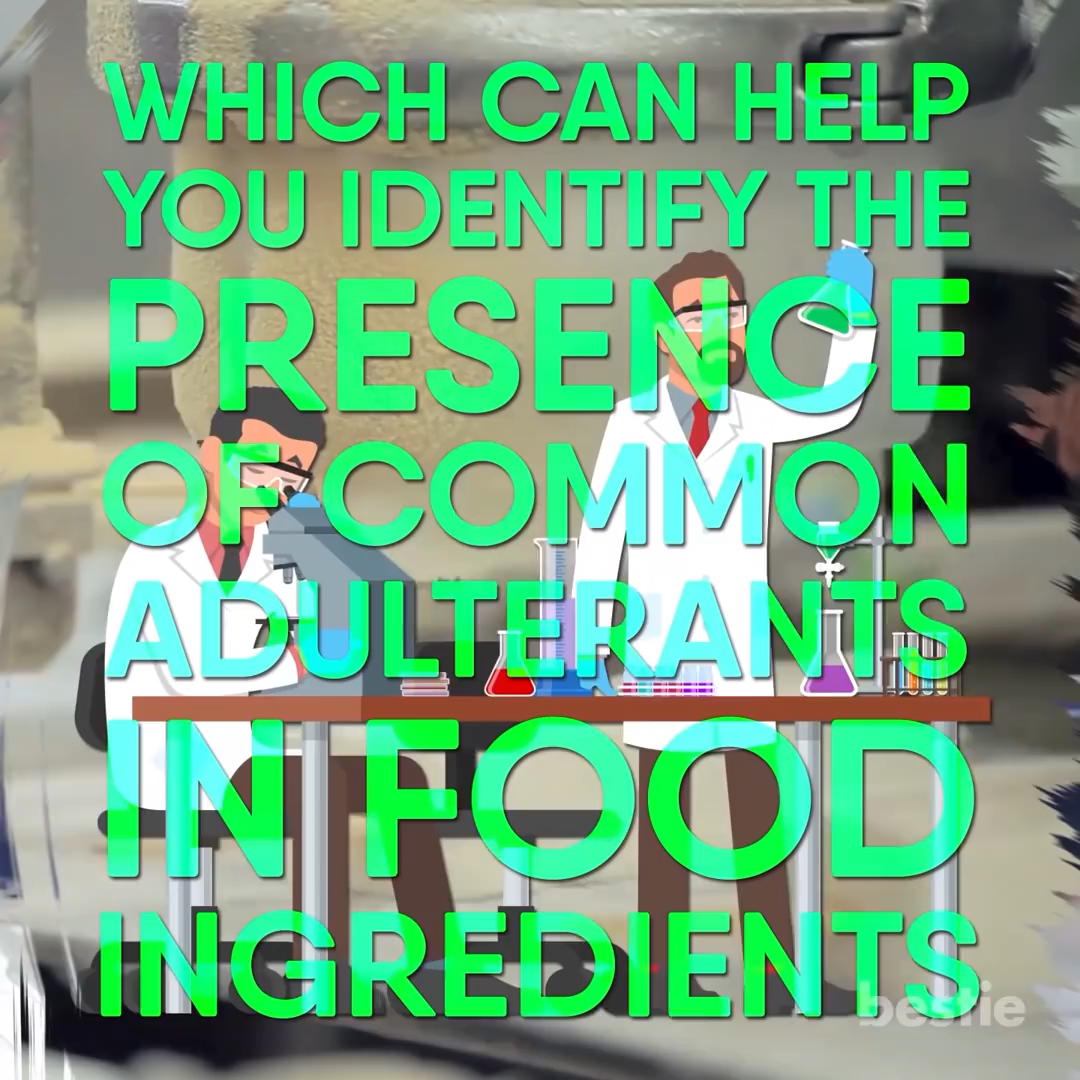 WHICH CAN HELP
YOU IDENTIFY THE
PRESENCE
OF COMMON
ADULTERANTS
IN FOOD
INGREDIENTS
bestie